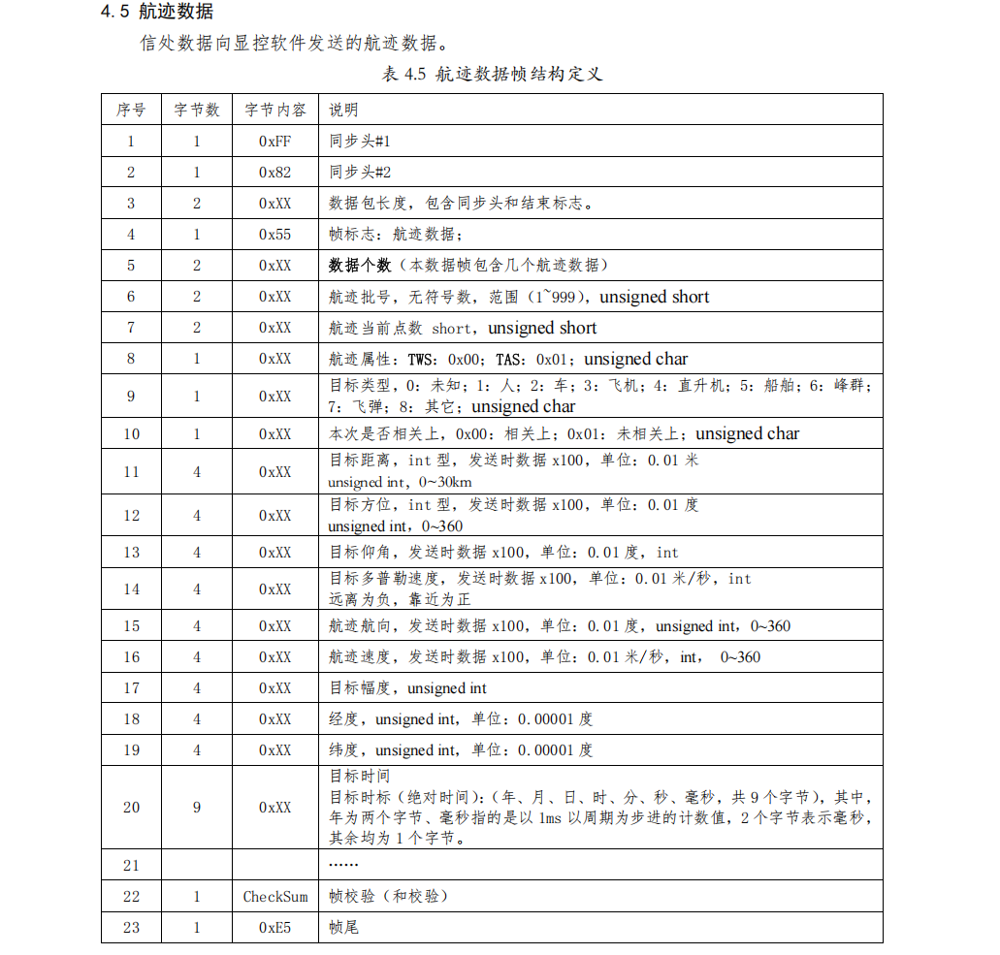 4.5 航迹数据
信处数据向显控软件发送的航迹数据。
表 4.5 航迹数据帧结构定义
序号 字节数 字节内容 说明
1 1 0xFF 同步头#1
2 1 0x82 同步头#2
3 2 0xXX 数据包长度，包含同步头和结束标志。
4 1 0x55 帧标志：航迹数据；
5 2 0xXX 数据个数（本数据帧包含几个航迹数据）
6 2 0xXX 航迹批号，无符号数，范围（1~999），unsigned short
7 2 0xXX 航迹当前点数 short，unsigned short
8 1 0xXX 航迹属性：TWS：0x00；TAS：0x01；unsigned char
9 1 0xXX 目标类型，0：未知；1：人；2：车；3：飞机；4：直升机；5：船舶；6：峰群；
7：飞弹；8：其它；unsigned char
10 1 0xXX 本次是否相关上，0x00：相关上；0x01：未相关上；unsigned char
11 4 0xXX 目标距离，int 型，发送时数据 x100，单位：0.01 米
unsigned int，0~30km
12 4 0xXX 目标方位，int 型，发送时数据 x100，单位：0.01 度
unsigned int，0~360
13 4 0xXX 目标仰角，发送时数据 x100，单位：0.01 度，int
14 4 0xXX 目标多普勒速度，发送时数据 x100，单位：0.01 米/秒，int
远离为负，靠近为正
15 4 0xXX 航迹航向，发送时数据 x100，单位：0.01 度，unsigned int，0~360
16 4 0xXX 航迹速度，发送时数据 x100，单位：0.01 米/秒，int， 0~360
17 4 0xXX 目标幅度，unsigned int
18 4 0xXX 经度，unsigned int，单位：0.00001 度
19 4 0xXX 纬度，unsigned int，单位：0.00001 度
20 9 0xXX 目标时间
目标时标（绝对时间）：（年、月、日、时、分、秒、毫秒，共 9 个字节），其中，
年为两个字节、毫秒指的是以 1ms 以周期为步进的计数值，2 个字节表示毫秒，
其余均为 1 个字节。
21 ……
22 1 CheckSum 帧校验（和校验）
23 1 0xE5 帧尾